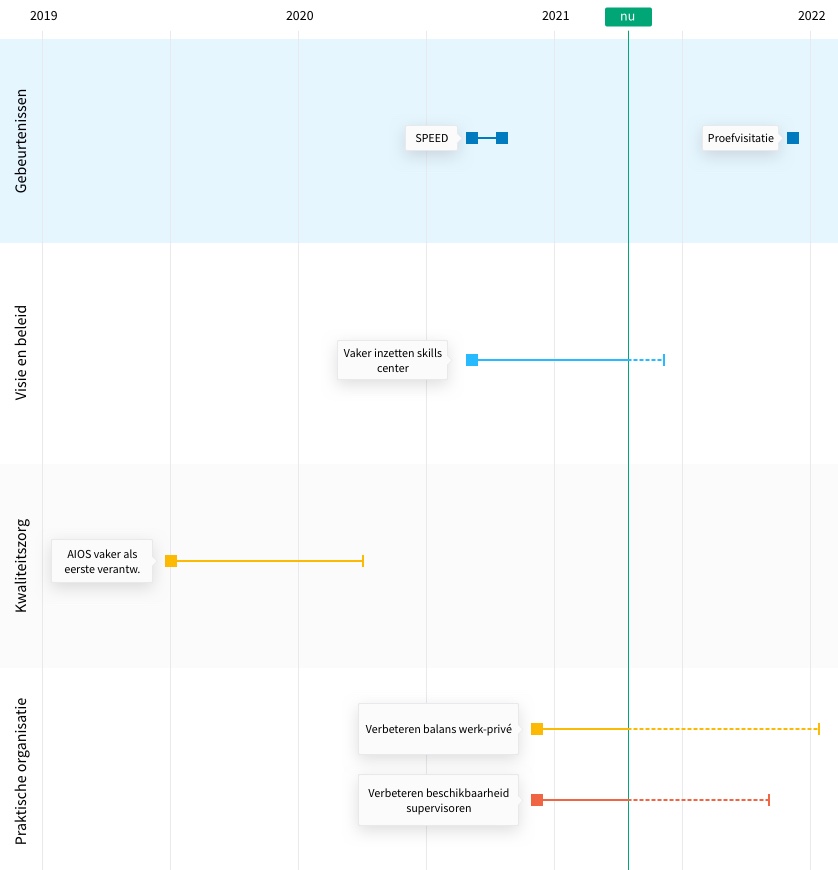 2019
2020
2021
nu
2022
Gebeurtenissen
SPEED
Proefvisitatie
Visie en beleid
Vaker inzetten skills
center
Kwaliteitszorg
AIOS vaker als
eerste verantw.
Praktische organisatie
Verbeteren balans werk-privé
Verbeteren beschikbaarheid
supervisoren